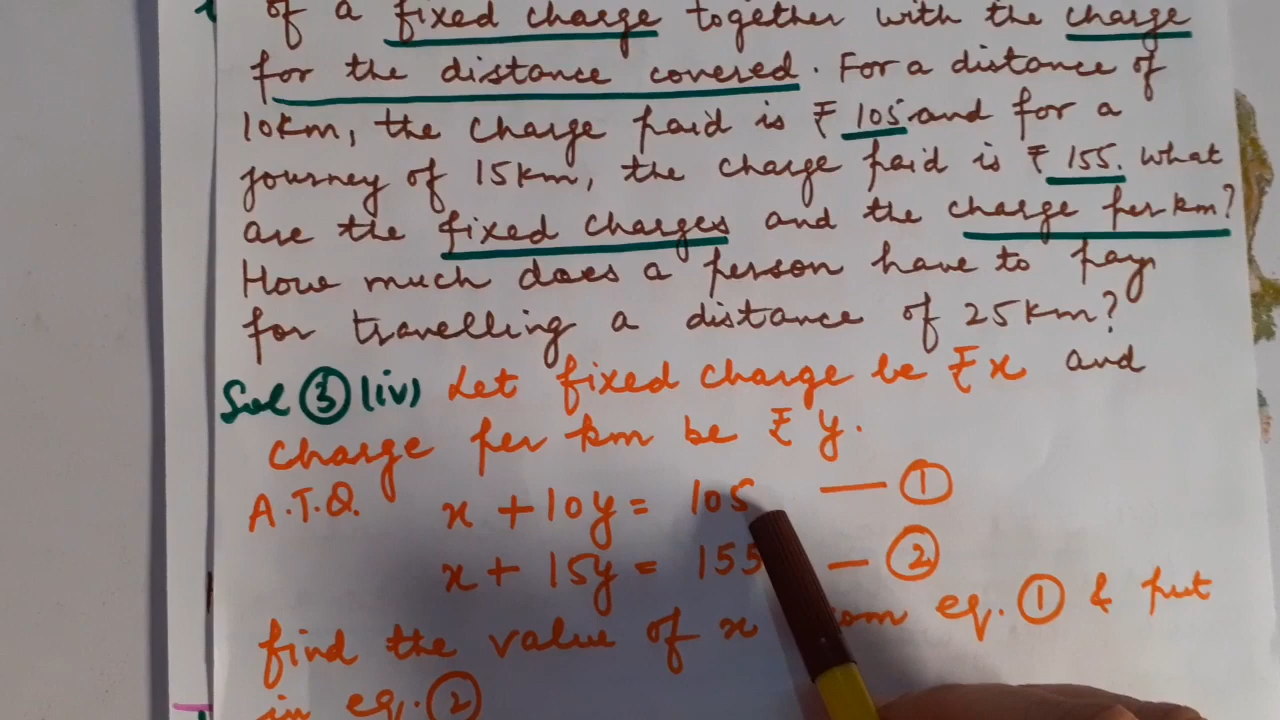 of a fixed charge together with the charge
for the distance covered. For a distance of
10km, the charge paid is ₹ 105 and for a
journey of 15km, the charge paid is ₹ 155. What
are the fixed charges and the charge per km?
How much does a person have to pay
for travelling a distance of 25km?
Sol ③ (iv) Let fixed charge be ₹x and
charge per km be ₹ y.
A.T.Q. x + 10y = 105 — ①
x + 15y = 155 — ②
find the value of x eq. ① & put
in eq. ②